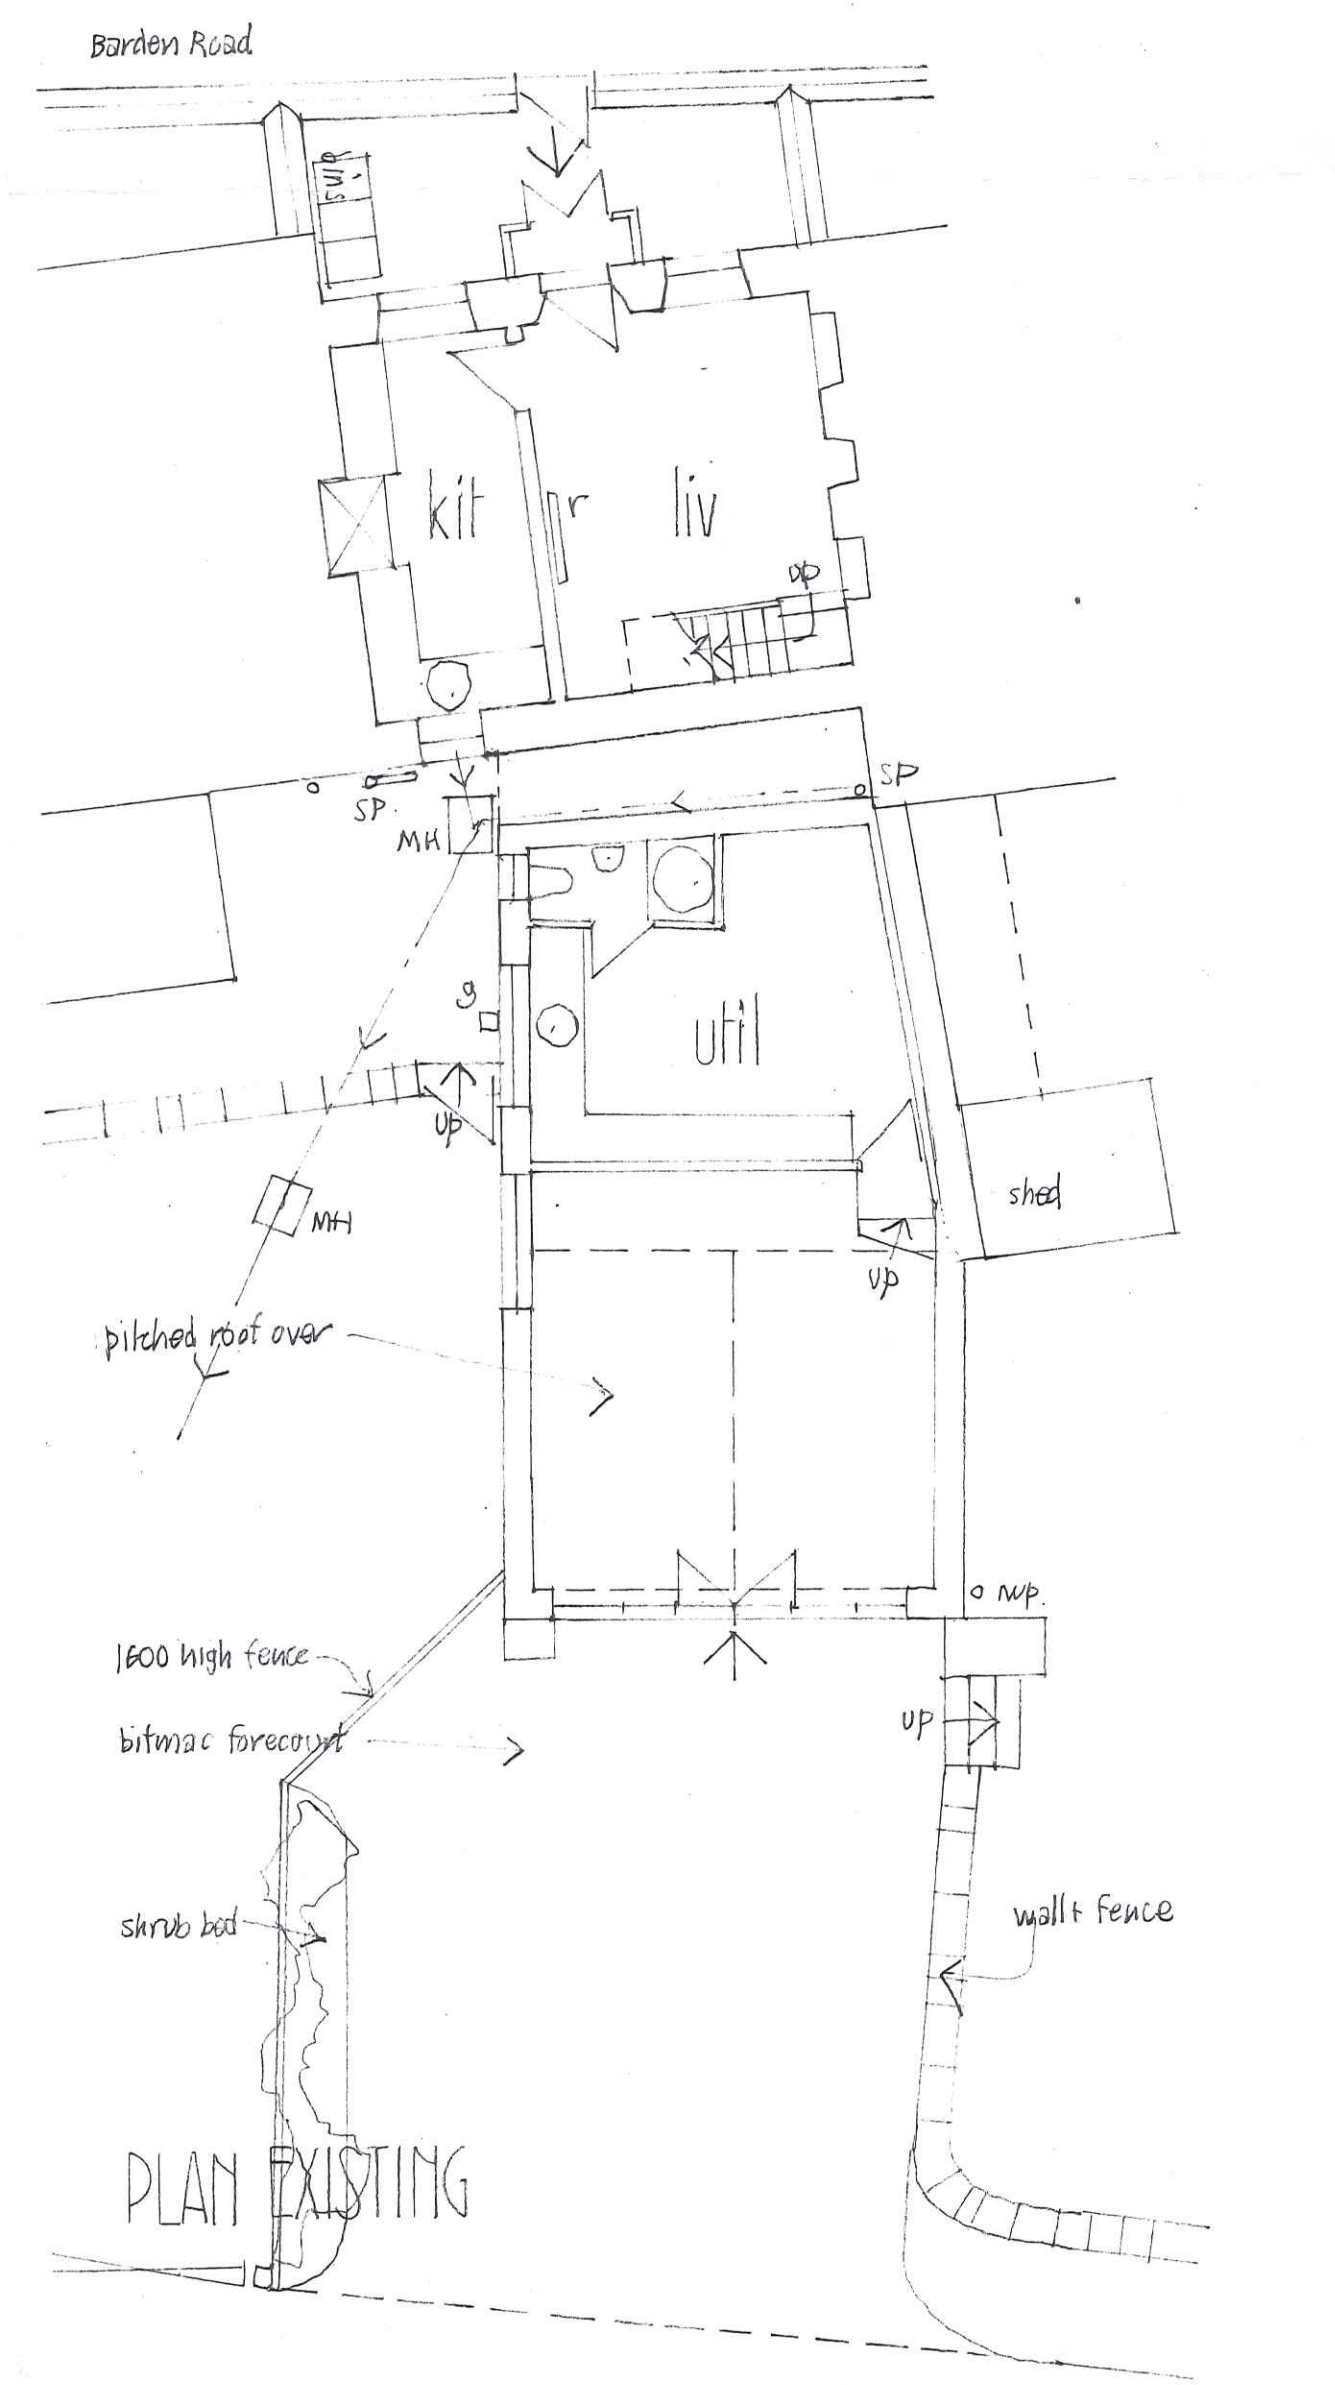 Barden Road
bins
kit
r
liv
up
SP
SP.
MH
g
util
up
MH
shed
up
pitched roof over
rwp.
1600 high fence
up
bitmac forecourt
wall + fence
shrub bed
PLAN EXISTING